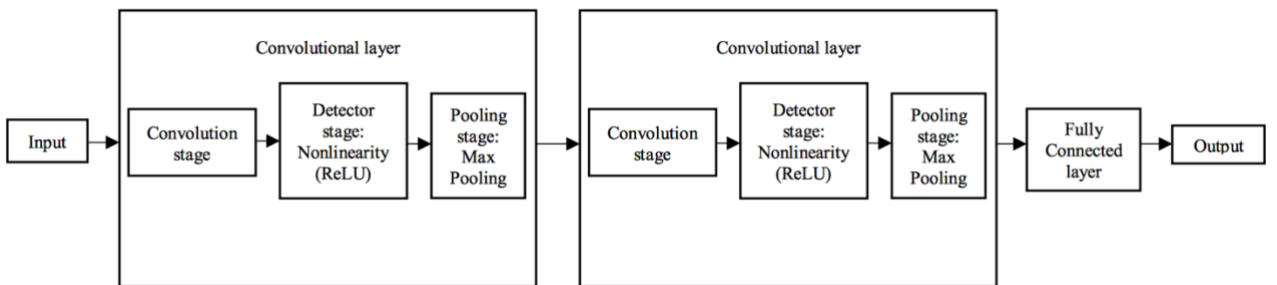 Convolutional layer
Convolutional layer
Input
Convolution
stage
Detector
stage:
Nonlinearity
(ReLU)
Pooling
stage:
Max
Pooling
Convolution
stage
Detector
stage:
Nonlinearity
(ReLU)
Pooling
stage:
Max
Pooling
Fully
Connected
layer
Output